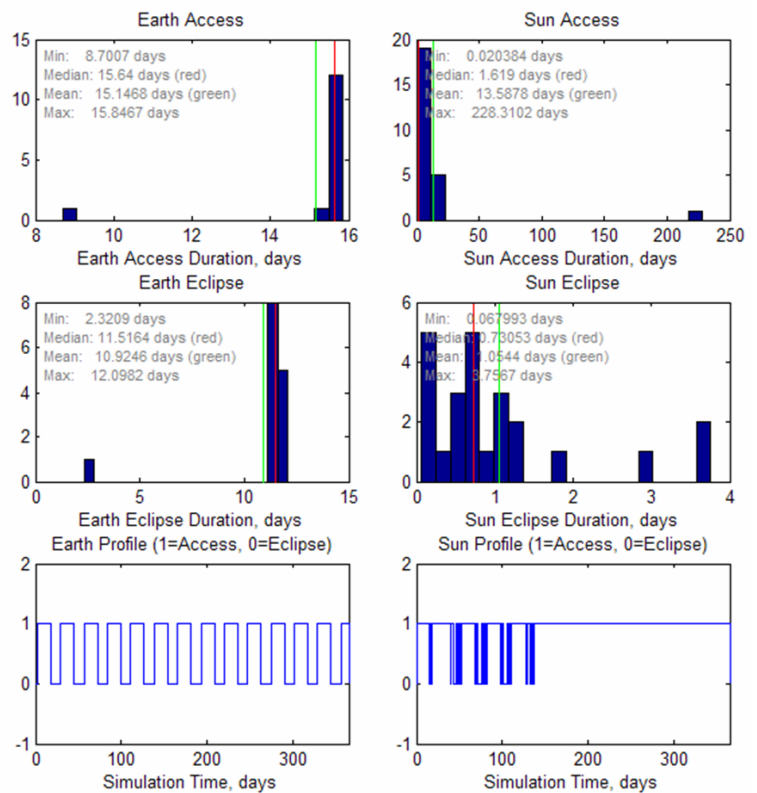 Earth Access
15
10
5
0
Min: 8.7007 days
Median: 15.64 days (red)
Mean: 15.1468 days (green)
Max: 15.8467 days
8 10 12 14 16
Earth Access Duration, days
Sun Access
20
15
10
5
0
Min: 0.020384 days
Median: 1.619 days (red)
Mean: 13.5878 days (green)
Max: 228.3102 days
0 50 100 150 200 250
Sun Access Duration, days
Earth Eclipse
8
6
4
2
0
Min: 2.3209 days
Median: 11.5164 days (red)
Mean: 10.9246 days (green)
Max: 12.0982 days
0 5 10 15
Earth Eclipse Duration, days
Sun Eclipse
6
4
2
0
Min: 0.067993 days
Median: 0.73053 days (red)
Mean: 1.0544 days (green)
Max: 3.7567 days
0 1 2 3 4
Sun Eclipse Duration, days
Earth Profile (1=Access, 0=Eclipse)
2
1
0
-1
0 100 200 300
Simulation Time, days
Sun Profile (1=Access, 0=Eclipse)
2
1
0
-1
0 100 200 300
Simulation Time, days